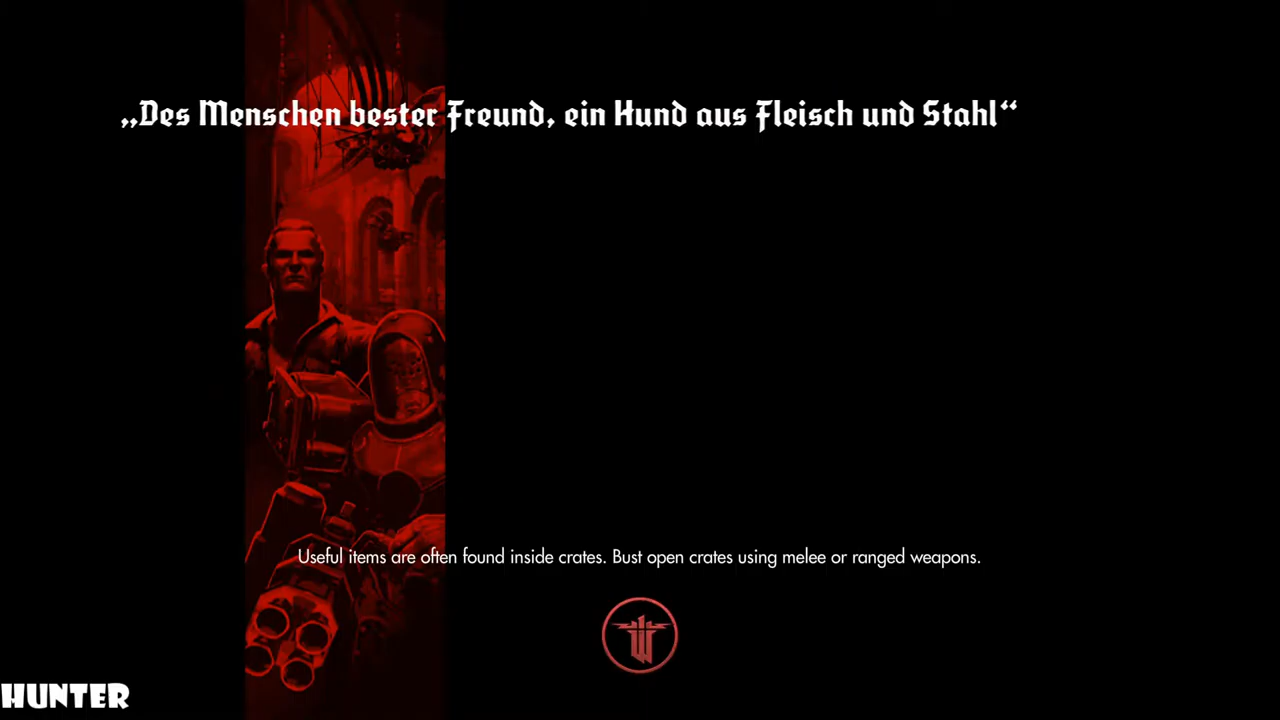 „Des Menschen bester Freund, ein Hund aus Fleisch und Stahl“
Useful items are often found inside crates. Bust open crates using melee or ranged weapons.
HUNTER